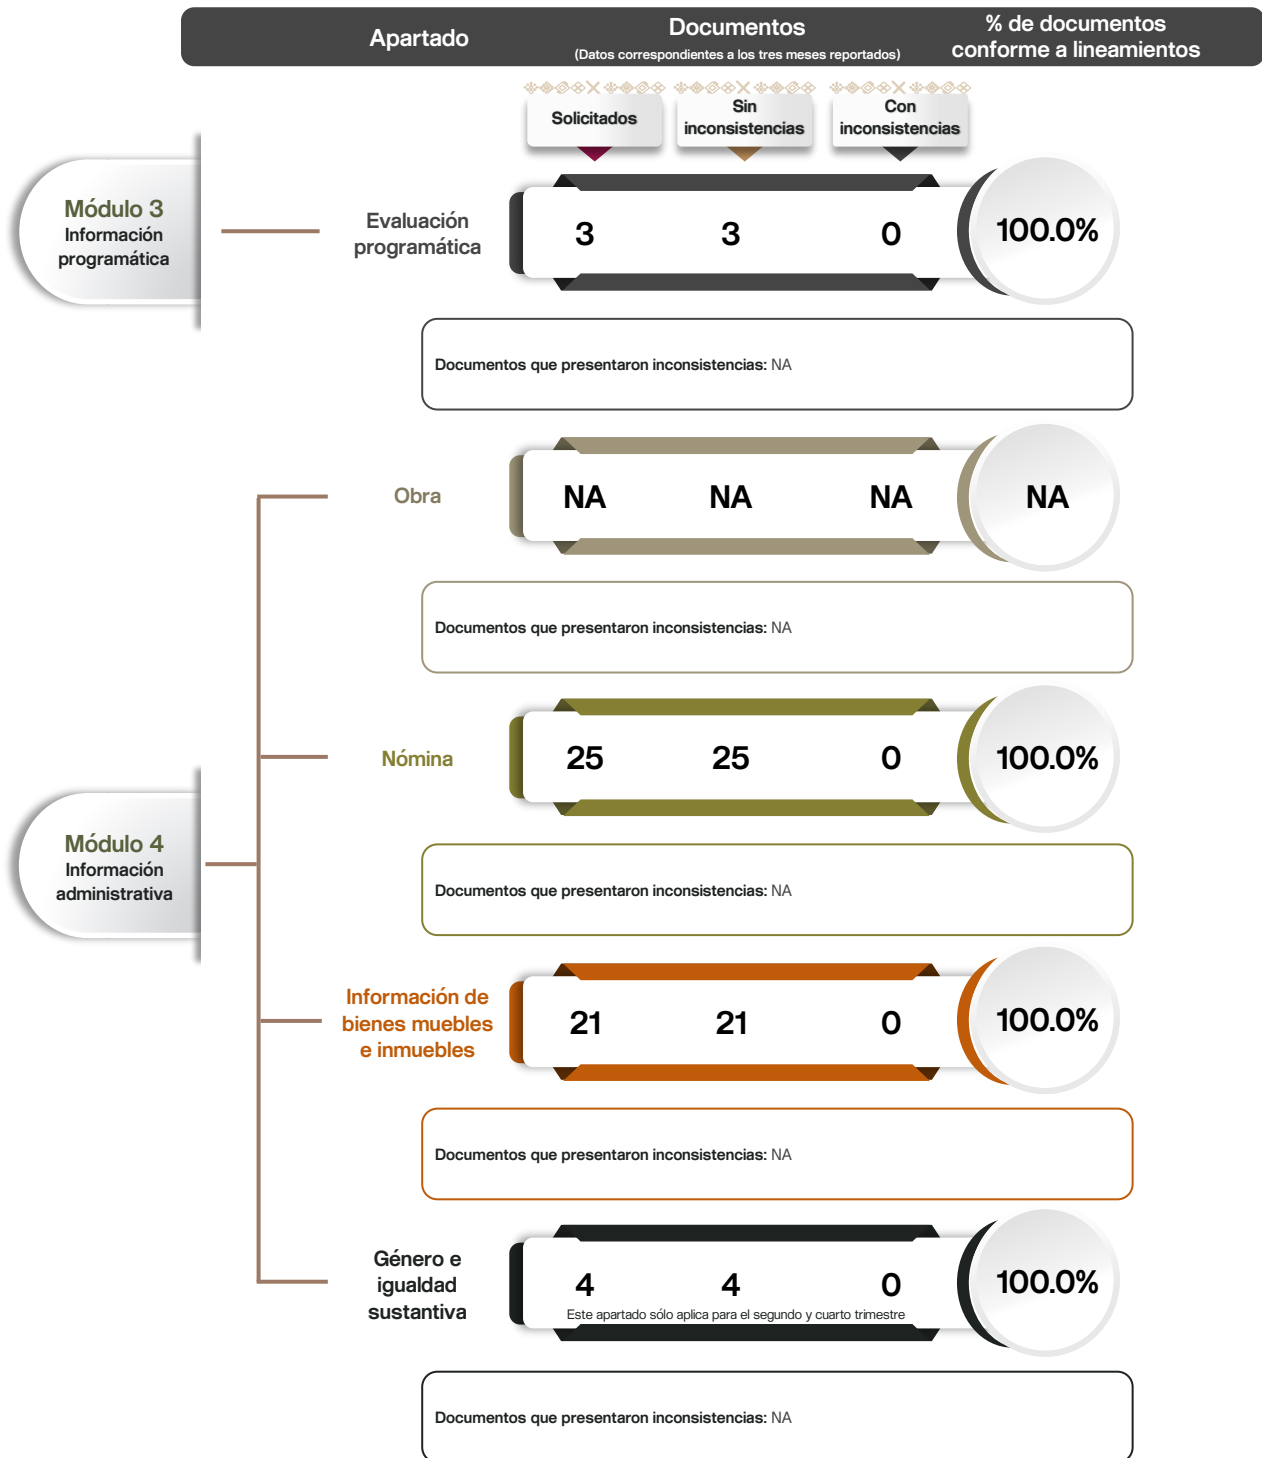 Apartado
Documentos
(Datos correspondientes a los tres meses reportados)
% de documentos
conforme a lineamientos
Solicitados
Sin
inconsistencias
Con
inconsistencias
Módulo 3
Información
programática
Evaluación
programática
3 3 0 100.0%
Documentos que presentaron inconsistencias: NA
Obra
NA NA NA NA
Documentos que presentaron inconsistencias: NA
Nómina
25 25 0 100.0%
Documentos que presentaron inconsistencias: NA
Módulo 4
Información
administrativa
Información de
bienes muebles
e inmuebles
21 21 0 100.0%
Documentos que presentaron inconsistencias: NA
Género e
igualdad
sustantiva
4 4 0 100.0%
Este apartado sólo aplica para el segundo y cuarto trimestre
Documentos que presentaron inconsistencias: NA